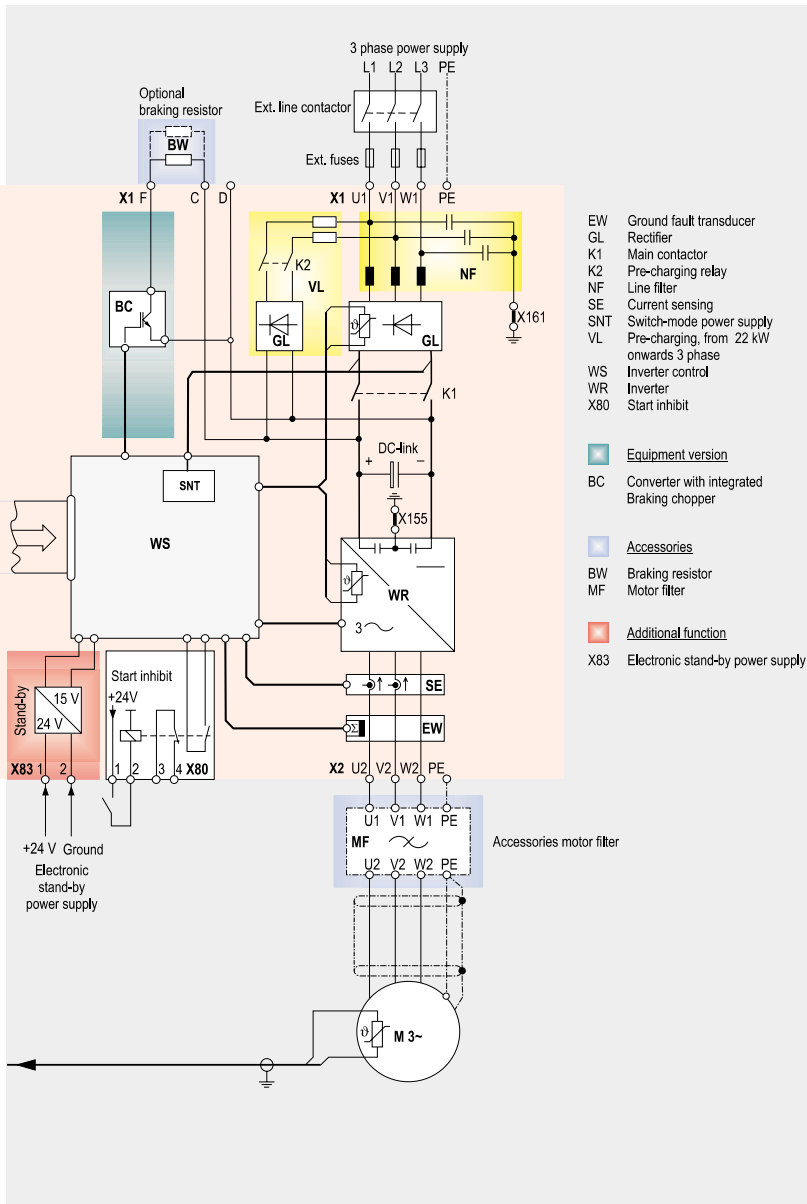 3 phase power supply
L1 L2 L3 PE
Optional
braking resistor
Ext. line contactor
BW
Ext. fuses
X1 F C D X1 U1 V1 W1 PE
K2
VL
NF
BC
GL
ϑ
GL
X161
K1
DC-link
+ −
SNT
X155
WS
ϑ
WR
3
Start inhibit
+24V
Stand-by
15 V
24 V
SE
Σ
EW
X83 1 2 1 2 3 4 X80
X2 U2 V2 W2 PE
+24 V Ground
Electronic
stand-by
power supply
U1 V1 W1 PE
MF
U2 V2 W2 PE
Accessories motor filter
ϑ
M 3~
EW Ground fault transducer
GL Rectifier
K1 Main contactor
K2 Pre-charging relay
NF Line filter
SE Current sensing
SNT Switch-mode power supply
VL Pre-charging, from 22 kW
onwards 3 phase
WS Inverter control
WR Inverter
X80 Start inhibit
Equipment version
BC Converter with integrated
Braking chopper
Accessories
BW Braking resistor
MF Motor filter
Additional function
X83 Electronic stand-by power supply